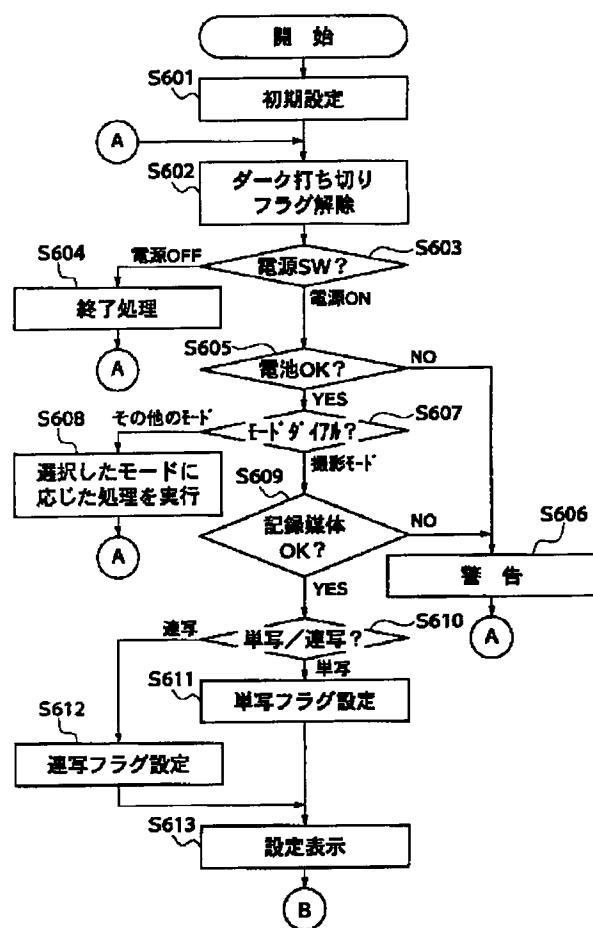 開 始
S601
初期設定
A
S602
ダーク打ち切り
フラグ解除
S603
電源SW?
電源OFF
S604
終了処理
A
電源ON
S605
電池OK?
NO
YES
S607
モードダイアル?
その他のモード
S608
選択したモードに
応じた処理を実行
A
撮影モード
S609
記録媒体
OK?
NO
S606
警 告
A
YES
S610
単写/連写?
連写
単写
S611
単写フラグ設定
S612
連写フラグ設定
S613
設定表示
B